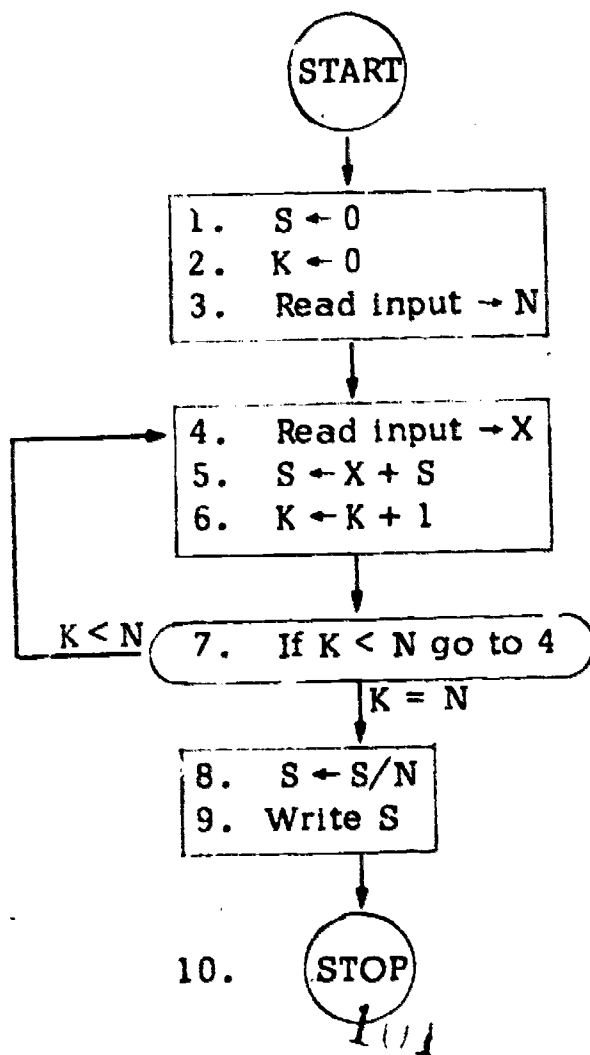 START
1. S ← 0
2. K ← 0
3. Read input → N
4. Read input → X
5. S ← X + S
6. K ← K + 1
K < N
7. If K < N go to 4
K = N
8. S ← S/N
9. Write S
10. STOP